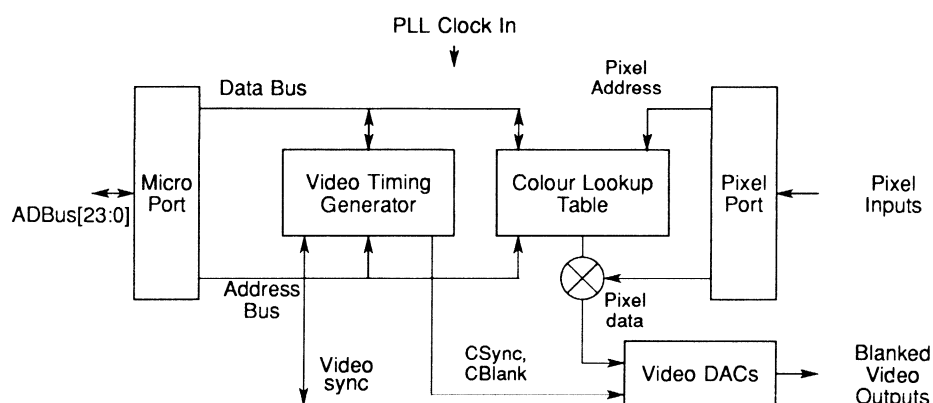 PLL Clock In
Data Bus
Pixel
Address
Micro
Port
Video Timing
Generator
Colour Lookup
Table
Pixel
Port
Pixel
Inputs
ADBus[23:0]
Address
Bus
Pixel
data
Video
sync
CSync,
CBlank
Video DACs
Blanked
Video
Outputs